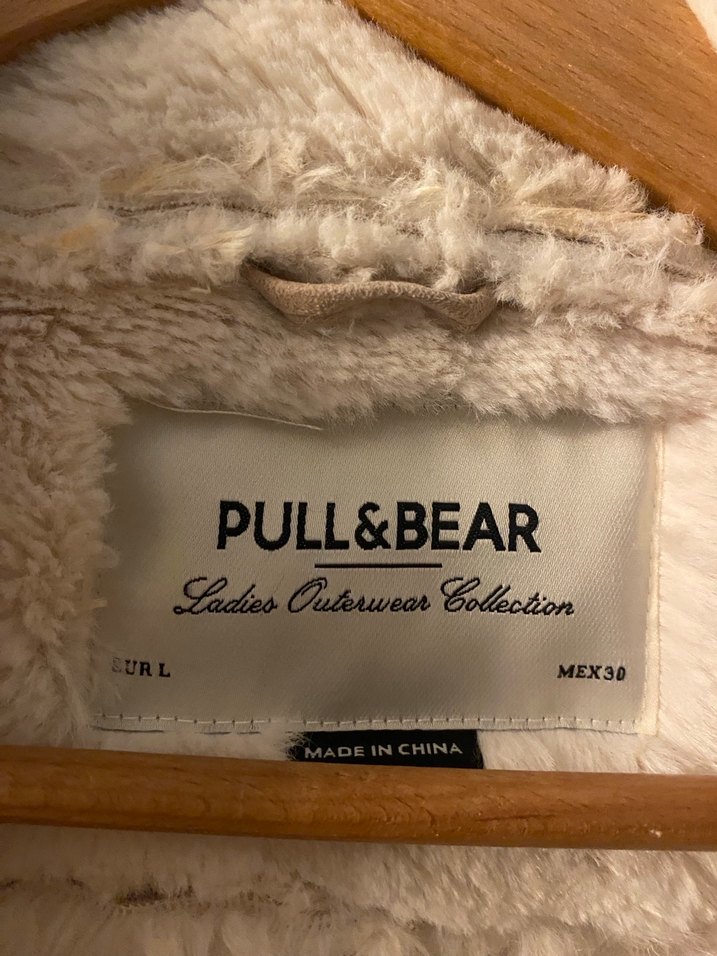 PULL&BEAR
Ladies Outerwear Collection
EUR L MEX 30
MADE IN CHINA